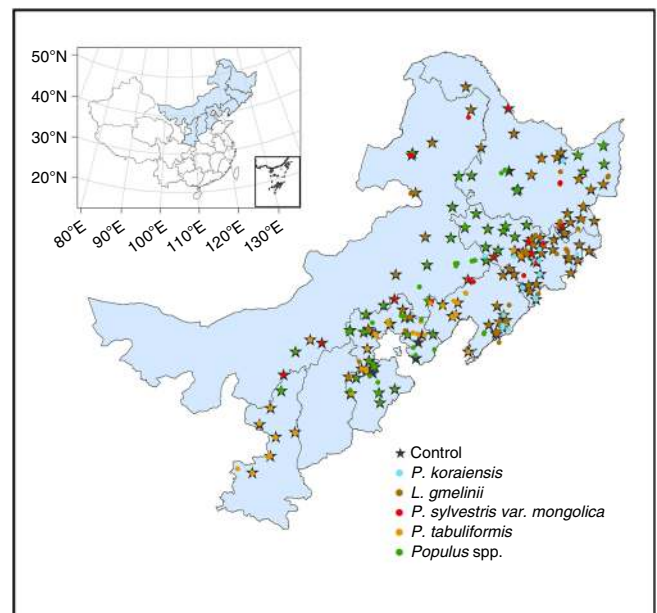 50°N
40°N
30°N
20°N
80°E
90°E
100°E
110°E
120°E
130°E
Control
P. koraiensis
L. gmelinii
P. sylvestris var. mongolica
P. tabuliformis
Populus spp.